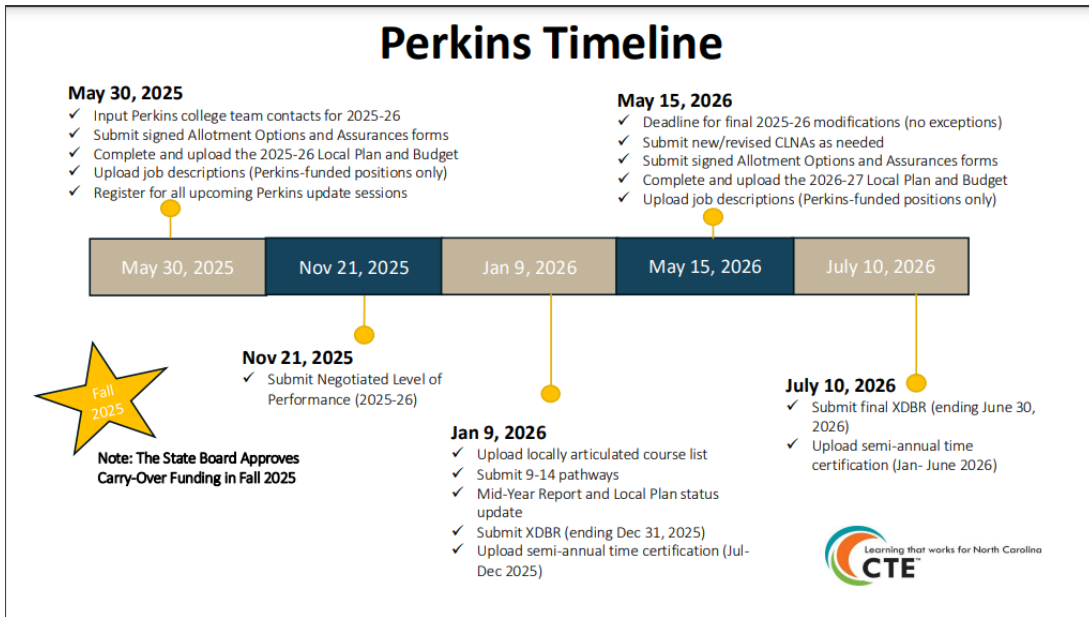 Perkins Timeline
May 30, 2025
✓ Input Perkins college team contacts for 2025-26
✓ Submit signed Allotment Options and Assurances forms
✓ Complete and upload the 2025-26 Local Plan and Budget
✓ Upload job descriptions (Perkins-funded positions only)
✓ Register for all upcoming Perkins update sessions
May 15, 2026
✓ Deadline for final 2025-26 modifications (no exceptions)
✓ Submit new/revised CLNAs as needed
✓ Submit signed Allotment Options and Assurances forms
✓ Complete and upload the 2026-27 Local Plan and Budget
✓ Upload job descriptions (Perkins-funded positions only)
May 30, 2025
Nov 21, 2025
Jan 9, 2026
May 15, 2026
July 10, 2026
Fall
2025
Note: The State Board Approves
Carry-Over Funding in Fall 2025
Nov 21, 2025
✓ Submit Negotiated Level of
Performance (2025-26)
Jan 9, 2026
✓ Upload locally articulated course list
✓ Submit 9-14 pathways
✓ Mid-Year Report and Local Plan status
update
✓ Submit XDBR (ending Dec 31, 2025)
✓ Upload semi-annual time certification (Jul-
Dec 2025)
July 10, 2026
✓ Submit final XDBR (ending June 30,
2026)
✓ Upload semi-annual time
certification (Jan- June 2026)
Learning that works for North Carolina
CTE™